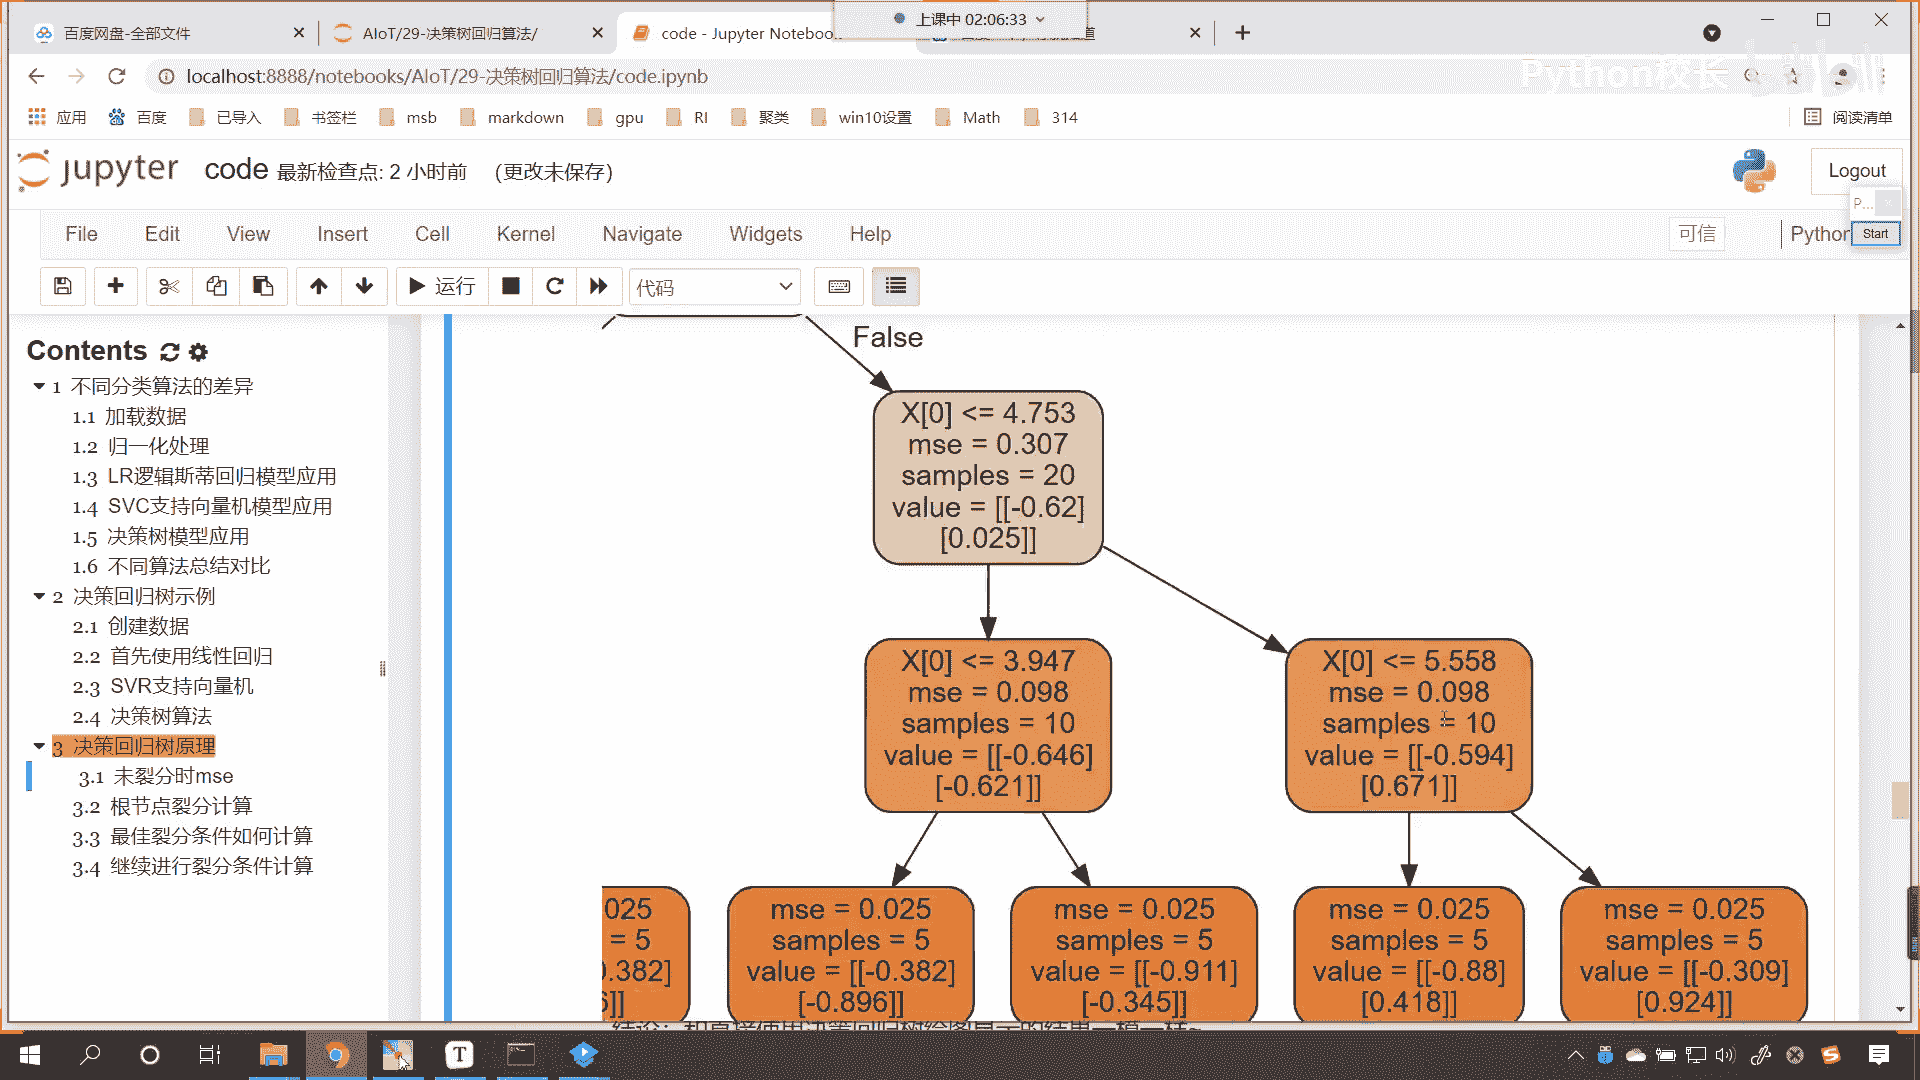 百度网盘-全部文件
AIoT/29-决策树回归算法/
code - Jupyter Noteboo
上课中 02:06:33
localhost:8888/notebooks/AIoT/29-决策树回归算法/code.ipynb
Python校长
应用
百度
已导入
书签栏
msb
markdown
gpu
RI
聚类
win10设置
Math
314
阅读清单
jupyter
code 最新检查点: 2 小时前 (更改未保存)
Logout
P...
Start
File
Edit
View
Insert
Cell
Kernel
Navigate
Widgets
Help
可信
Python
运行
代码
Contents
1 不同分类算法的差异
1.1 加载数据
1.2 归一化处理
1.3 LR逻辑斯蒂回归模型应用
1.4 SVC支持向量机模型应用
1.5 决策树模型应用
1.6 不同算法总结对比
2 决策回归树示例
2.1 创建数据
2.2 首先使用线性回归
2.3 SVR支持向量机
2.4 决策树算法
3 决策回归树原理
3.1 未裂分时mse
3.2 根节点裂分计算
3.3 最佳裂分条件如何计算
3.4 继续进行裂分条件计算
False
X[0] <= 4.753
mse = 0.307
samples = 20
value = [[-0.62]
[0.025]]
X[0] <= 3.947
mse = 0.098
samples = 10
value = [[-0.646]
[-0.621]]
X[0] <= 5.558
mse = 0.098
samples = 10
value = [[-0.594]
[0.671]]
025
= 5
.382]
6]]
mse = 0.025
samples = 5
value = [[-0.382]
[-0.896]]
mse = 0.025
samples = 5
value = [[-0.911]
[-0.345]]
mse = 0.025
samples = 5
value = [[-0.88]
[0.418]]
mse = 0.025
samples = 5
value = [[-0.309]
[0.924]]